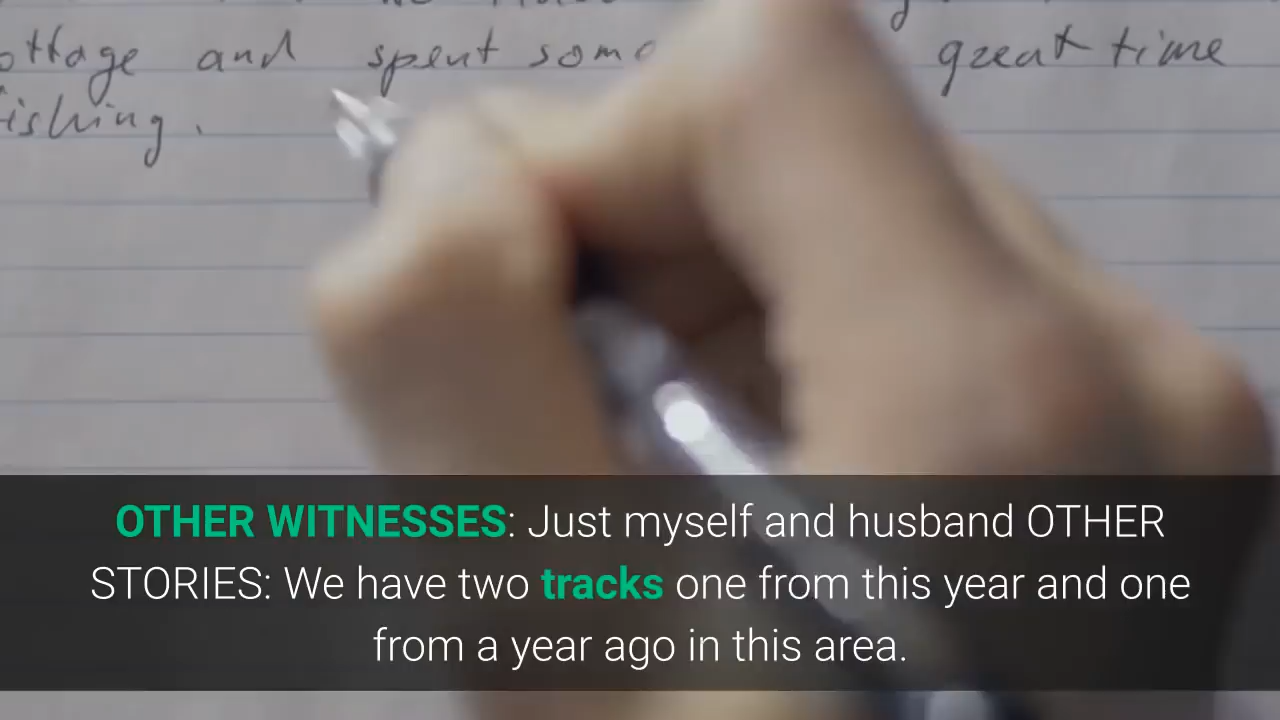 ottage and spent some great time
ishing.
OTHER WITNESSES: Just myself and husband OTHER
STORIES: We have two tracks one from this year and one
from a year ago in this area.